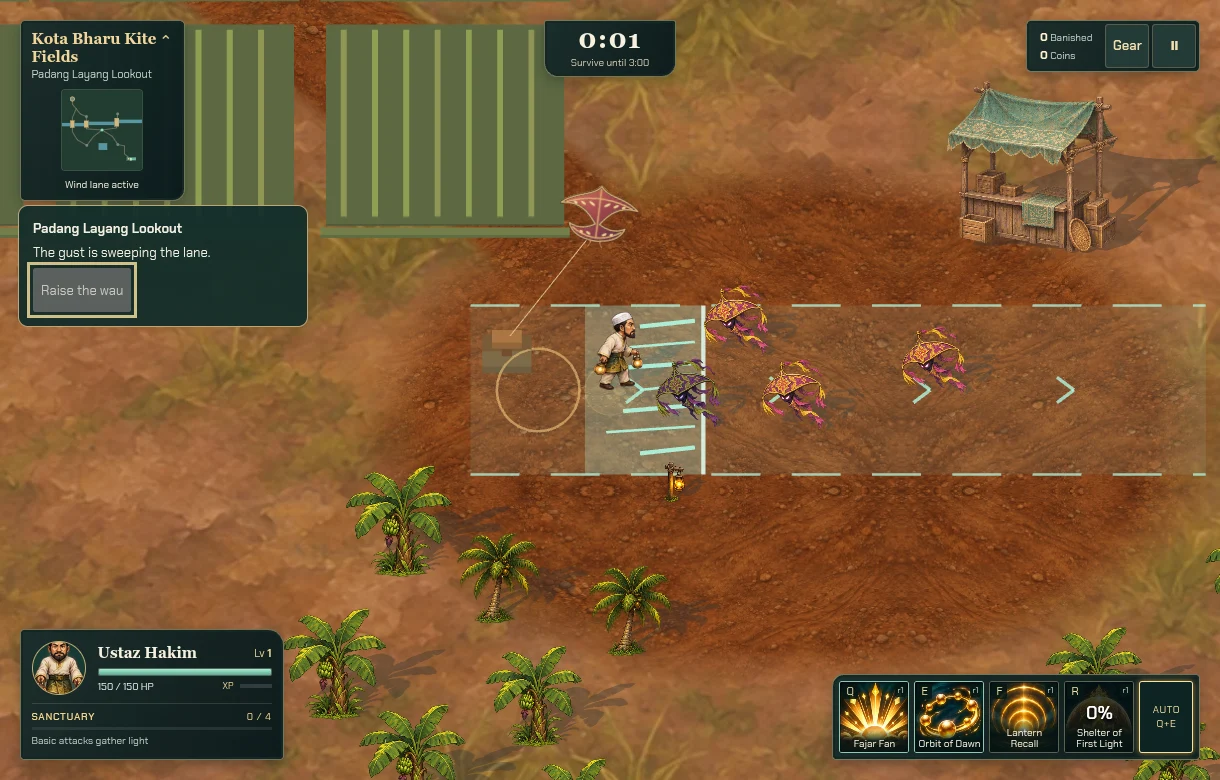 Kota Bharu Kite
Fields
Padang Layang Lookout
Wind lane active
Padang Layang Lookout
The gust is sweeping the lane.
Raise the wau
0:01
Survive until 3:00
0 Banished
0 Coins
Gear
Ustaz Hakim
Lv 1
150 / 150 HP
XP
SANCTUARY
0 / 4
Basic attacks gather light
Q
r1
Fajar Fan
E
r1
Orbit of Dawn
F
r1
Lantern
Recall
R
r1
0%
Shelter of
First Light
AUTO
Q+E